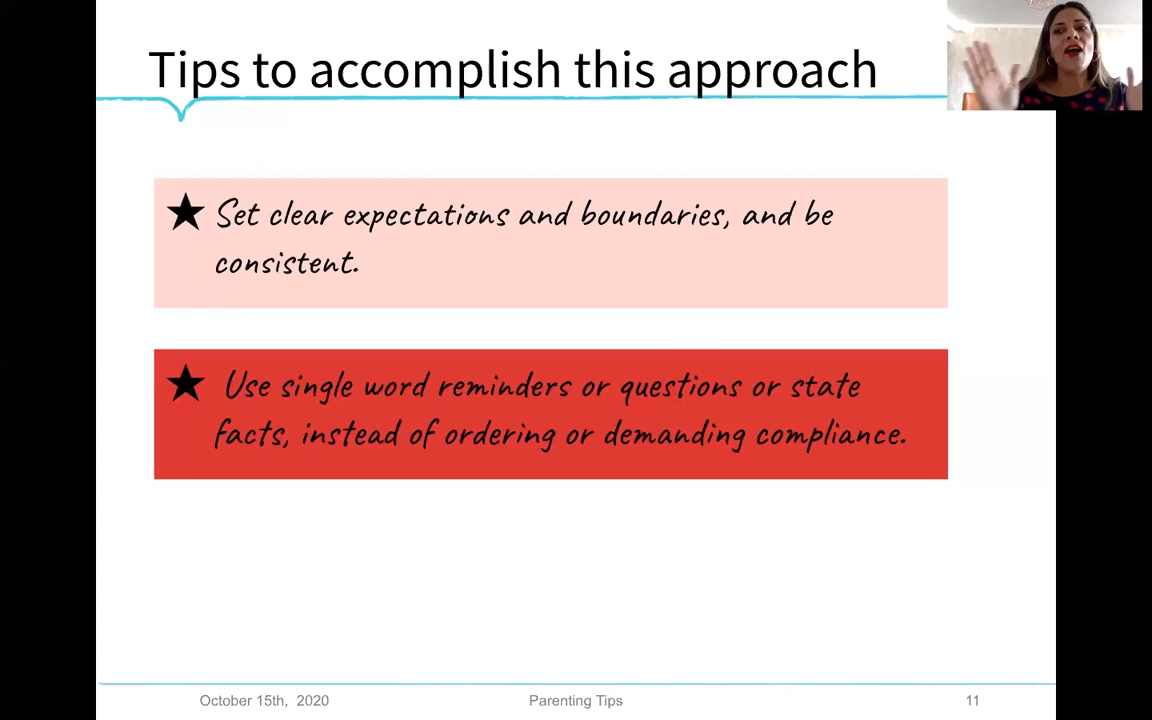 Tips to accomplish this approach
★ Set clear expectations and boundaries, and be
consistent.
★ Use single word reminders or questions or state
facts, instead of ordering or demanding compliance.
October 15th, 2020
Parenting Tips
11